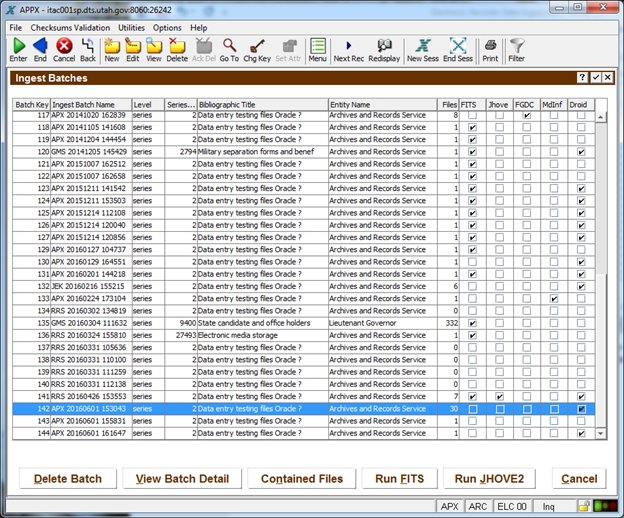 APPX - itac001sp.dts.utah.gov:8060:26242
File Checksums Validation Utilities Options Help
Enter End Cancel Back New Edit View Delete Ack Del Go To Chg Key Set Attr Menu Next Rec Redisplay New Sess End Sess Print Filter
Ingest Batches
Batch Key Ingest Batch Name Level Series... Bibliographic Title Entity Name Files FITS Jhove FGDC MdInf Droid
117 APX 20141020 162839 series 2 Data entry testing files Oracle ? Archives and Records Service 8
118 APX 20141105 141608 series 2 Data entry testing files Oracle ? Archives and Records Service 1
119 APX 20141204 144454 series 2 Data entry testing files Oracle ? Archives and Records Service 1
120 GMS 20141205 145429 series 2794 Military separation forms and benef Archives and Records Service 1
121 APX 20151007 162512 series 2 Data entry testing files Oracle ? Archives and Records Service 1
122 APX 20151007 162658 series 2 Data entry testing files Oracle ? Archives and Records Service 1
123 APX 20151211 141542 series 2 Data entry testing files Oracle ? Archives and Records Service 1
124 APX 20151211 153503 series 2 Data entry testing files Oracle ? Archives and Records Service 1
125 APX 20151214 112108 series 2 Data entry testing files Oracle ? Archives and Records Service 1
126 APX 20151214 120040 series 2 Data entry testing files Oracle ? Archives and Records Service 1
127 APX 20151214 120856 series 2 Data entry testing files Oracle ? Archives and Records Service 1
129 APX 20160127 104737 series 2 Data entry testing files Oracle ? Archives and Records Service 1
130 APX 20160129 164551 series 2 Data entry testing files Oracle ? Archives and Records Service 1
131 APX 20160201 144218 series 2 Data entry testing files Oracle ? Archives and Records Service 1
132 JEK 20160216 155215 series 2 Data entry testing files Oracle ? Archives and Records Service 6
133 APX 20160224 173104 series 2 Data entry testing files Oracle ? Archives and Records Service 1
134 RRS 20160302 134819 series 2 Data entry testing files Oracle ? Archives and Records Service 0
135 GMS 20160304 111632 series 9400 State candidate and office holders Lieutenant Governor 332
136 RRS 20160324 155810 series 27493 Electronic media storage Archives and Records Service 1
137 RRS 20160331 105636 series 2 Data entry testing files Oracle ? Archives and Records Service 0
138 RRS 20160331 110100 series 2 Data entry testing files Oracle ? Archives and Records Service 0
139 RRS 20160331 111259 series 2 Data entry testing files Oracle ? Archives and Records Service 0
140 RRS 20160331 112138 series 2 Data entry testing files Oracle ? Archives and Records Service 0
141 RRS 20160426 153553 series 2 Data entry testing files Oracle ? Archives and Records Service 7
142 APX 20160601 153043 series 2 Data entry testing files Oracle ? Archives and Records Service 30
143 APX 20160601 155831 series 2 Data entry testing files Oracle ? Archives and Records Service 0
144 APX 20160601 161647 series 2 Data entry testing files Oracle ? Archives and Records Service 1
Delete Batch View Batch Detail Contained Files Run FITS Run JHOVE2 Cancel
APX ARC ELC 00 Inq